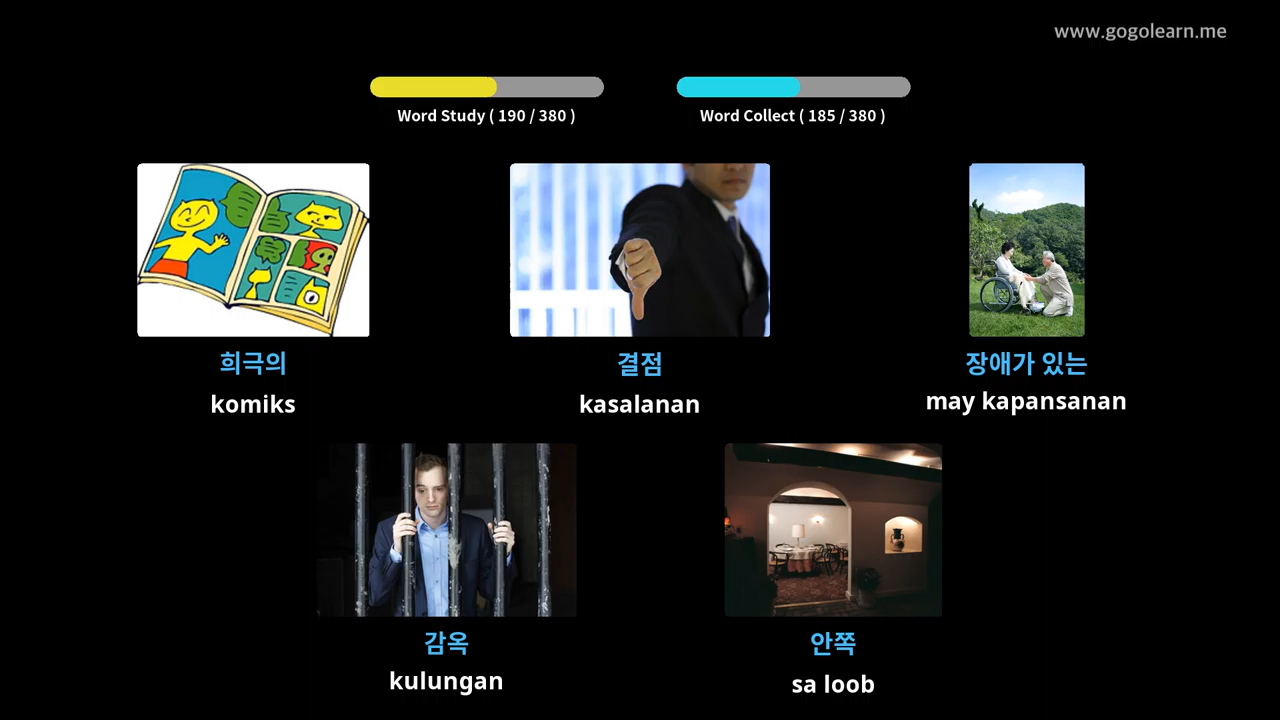 www.gogolearn.me
Word Study ( 190 / 380 )
Word Collect ( 185 / 380 )
희극의
komiks
결점
kasalanan
장애가 있는
may kapansanan
감옥
kulungan
안쪽
sa loob